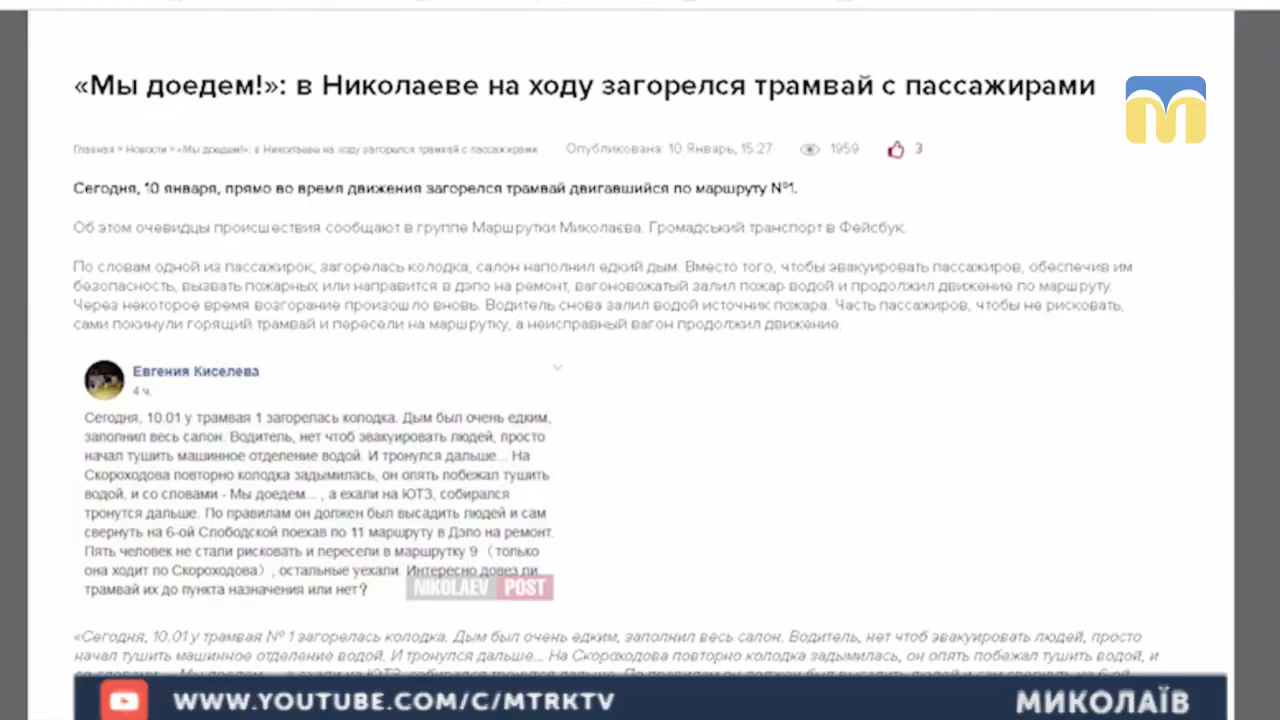 «Мы доедем!»: в Николаеве на ходу загорелся трамвай с пассажирами
Главная > Новости > «Мы доедем!»: в Николаеве на ходу загорелся трамвай с пассажирами Опубликована: 10 Январь, 15:27 1959 3
Сегодня, 10 января, прямо во время движения загорелся трамвай двигавшийся по маршруту №1.
Об этом очевидцы происшествия сообщают в группе Маршрутки Миколаєва. Громадський транспорт в Фейсбук.
По словам одной из пассажирок, загорелась колодка, салон наполнил едкий дым. Вместо того, чтобы эвакуировать пассажиров, обеспечив им
безопасность, вызвать пожарных или направится в дэпо на ремонт, вагоновожатый залил пожар водой и продолжил движение по маршруту.
Через некоторое время возгорание произошло вновь. Водитель снова залил водой источник пожара. Часть пассажиров, чтобы не рисковать,
сами покинули горящий трамвай и пересели на маршрутку, а неисправный вагон продолжил движение.
Евгения Киселева
4 ч.
Сегодня, 10.01 у трамвая 1 загорелась колодка. Дым был очень едким,
заполнил весь салон. Водитель, нет чтоб эвакуировать людей, просто
начал тушить машинное отделение водой. И тронулся дальше... На
Скороходова повторно колодка задымилась, он опять побежал тушить
водой, и со словами - Мы доедем... , а ехали на ЮТЗ, собирался
тронутся дальше. По правилам он должен был высадить людей и сам
свернуть на 6-ой Слободской поехав по 11 маршруту в Дэпо на ремонт.
Пять человек не стали рисковать и пересели в маршрутку 9 (только
она ходит по Скороходова) , остальные уехали. Интересно довез ли
трамвай их до пункта назначения или нет?
NIKOLAEV POST
«Сегодня, 10.01 у трамвая № 1 загорелась колодка. Дым был очень едким, заполнил весь салон. Водитель, нет чтоб эвакуировать людей, просто
начал тушить машинное отделение водой. И тронулся дальше... На Скороходова повторно колодка задымилась, он опять побежал тушить водой, и
WWW.YOUTUBE.COM/C/MTRKTV
МИКОЛАЇВ